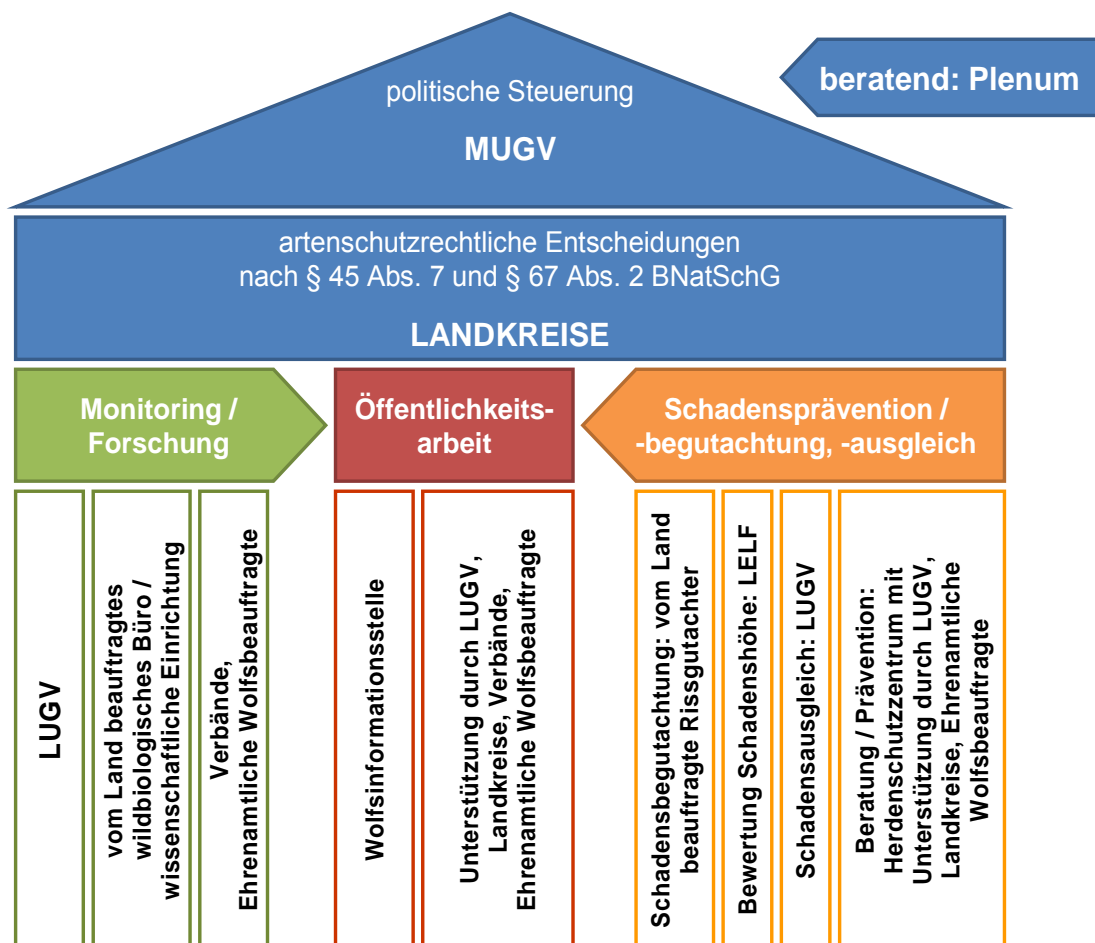 politische Steuerung
MUGV
beratend: Plenum
artenschutzrechtliche Entscheidungen
nach § 45 Abs. 7 und § 67 Abs. 2 BNatSchG
LANDKREISE
Monitoring /
Forschung
Öffentlichkeits-
arbeit
Schadensprävention /
-begutachtung, -ausgleich
LUGV
vom Land beauftragtes
wildbiologisches Büro /
wissenschaftliche Einrichtung
Verbände,
Ehrenamtliche Wolfsbeauftragte
Wolfsinformationsstelle
Unterstützung durch LUGV,
Landkreise, Verbände,
Ehrenamtliche Wolfsbeauftragte
Schadensbegutachtung: vom Land
beauftragte Rissgutachter
Bewertung Schadenshöhe: LELF
Schadensausgleich: LUGV
Beratung / Prävention:
Herdenschutzzentrum mit
Unterstützung durch LUGV,
Landkreise, Ehrenamtliche
Wolfsbeauftragte